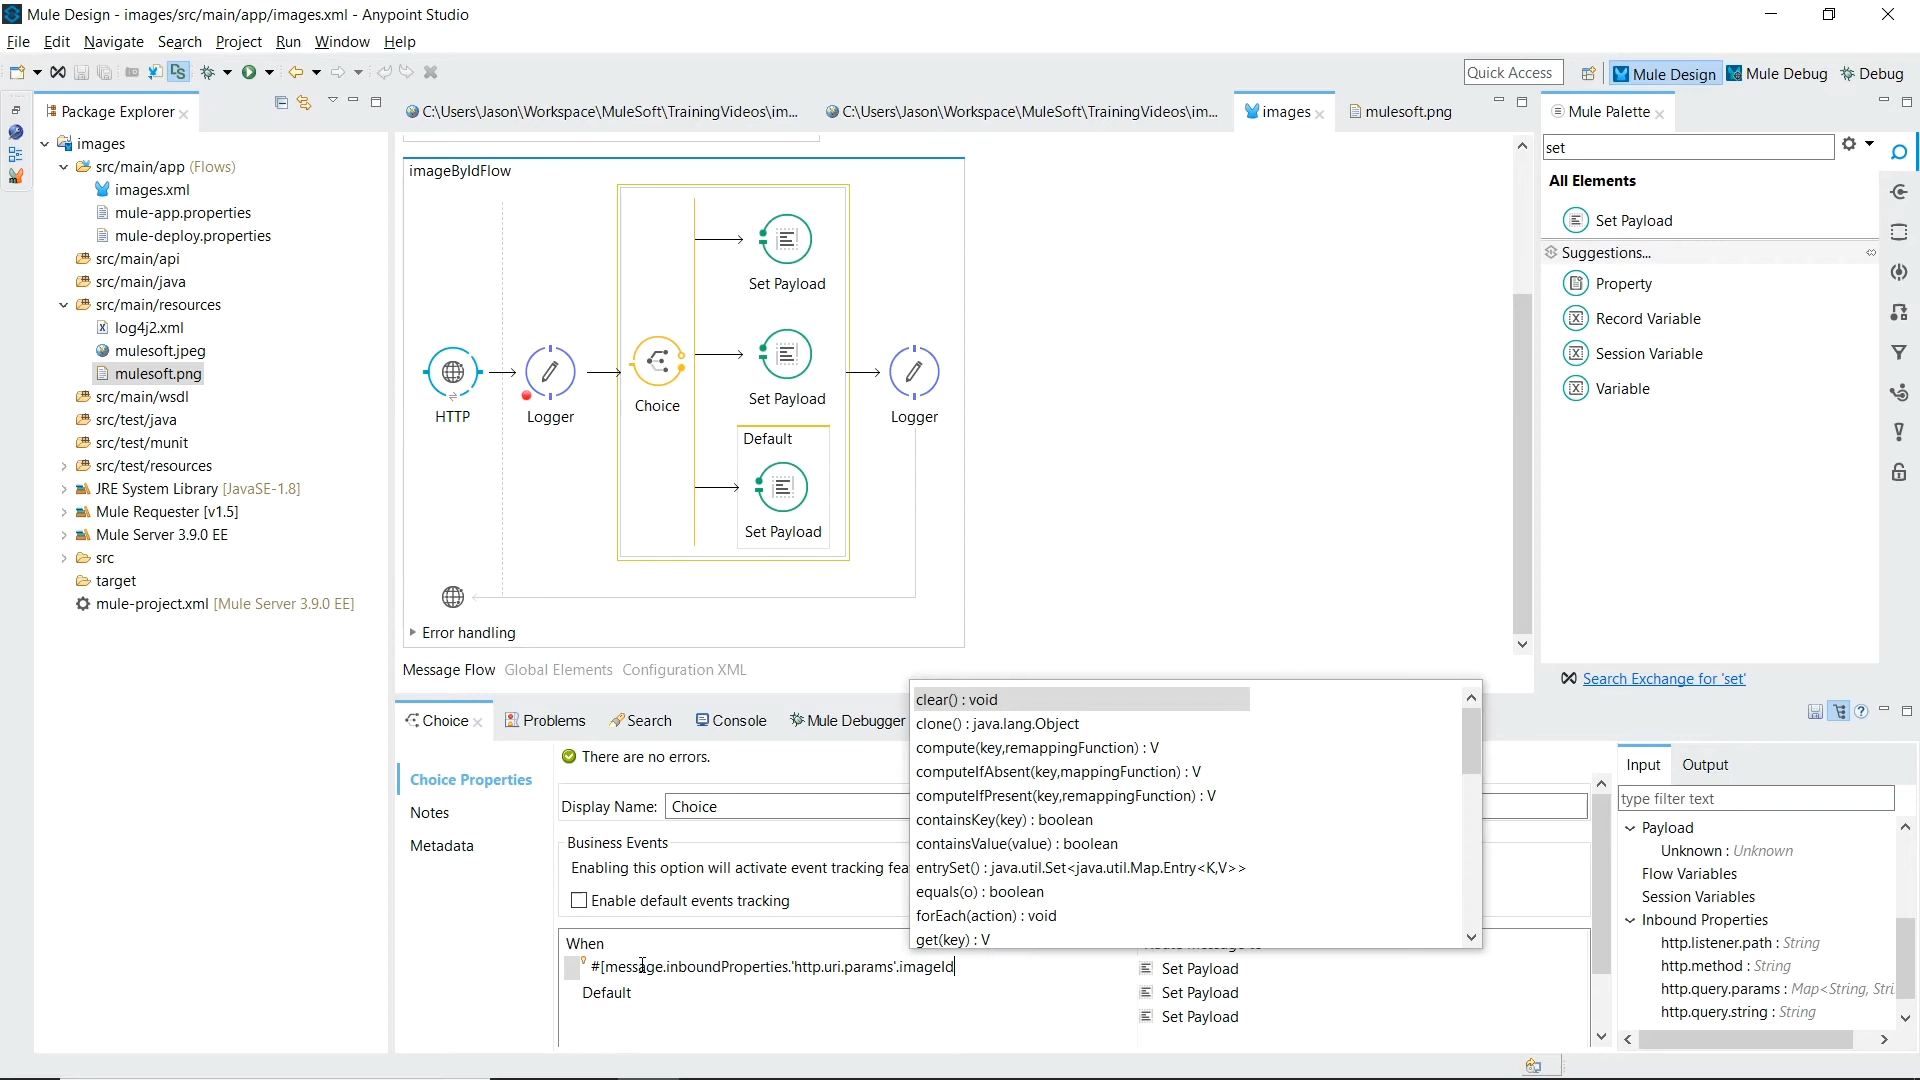 Mule Design - images/src/main/app/images.xml - Anypoint Studio
File Edit Navigate Search Project Run Window Help
Quick Access
Mule Design
Mule Debug
Debug
Package Explorer
images
src/main/app (Flows)
images.xml
mule-app.properties
mule-deploy.properties
src/main/api
src/main/java
src/main/resources
log4j2.xml
mulesoft.jpeg
mulesoft.png
src/main/wsdl
src/test/java
src/test/munit
src/test/resources
JRE System Library [JavaSE-1.8]
Mule Requester [v1.5]
Mule Server 3.9.0 EE
src
target
mule-project.xml [Mule Server 3.9.0 EE]
C:\Users\Jason\Workspace\MuleSoft\TrainingVideos\im...
C:\Users\Jason\Workspace\MuleSoft\TrainingVideos\im...
images
mulesoft.png
imageByIdFlow
HTTP
Logger
Choice
Set Payload
Set Payload
Default
Set Payload
Logger
Error handling
Message Flow Global Elements Configuration XML
Mule Palette
set
All Elements
Set Payload
Suggestions...
Property
Record Variable
Session Variable
Variable
Search Exchange for 'set'
Choice
Problems
Search
Console
Mule Debugger
Choice Properties
Notes
Metadata
There are no errors.
Display Name: Choice
Business Events
Enabling this option will activate event tracking fea
Enable default events tracking
When
#[message.inboundProperties.'http.uri.params'.imageId
Default
Set Payload
Set Payload
Set Payload
clear() : void
clone() : java.lang.Object
compute(key,remappingFunction) : V
computeIfAbsent(key,mappingFunction) : V
computeIfPresent(key,remappingFunction) : V
containsKey(key) : boolean
containsValue(value) : boolean
entrySet() : java.util.Set<java.util.Map.Entry<K,V>>
equals(o) : boolean
forEach(action) : void
get(key) : V
Input
Output
type filter text
Payload
Unknown : Unknown
Flow Variables
Session Variables
Inbound Properties
http.listener.path : String
http.method : String
http.query.params : Map<String, Stri
http.query.string : String